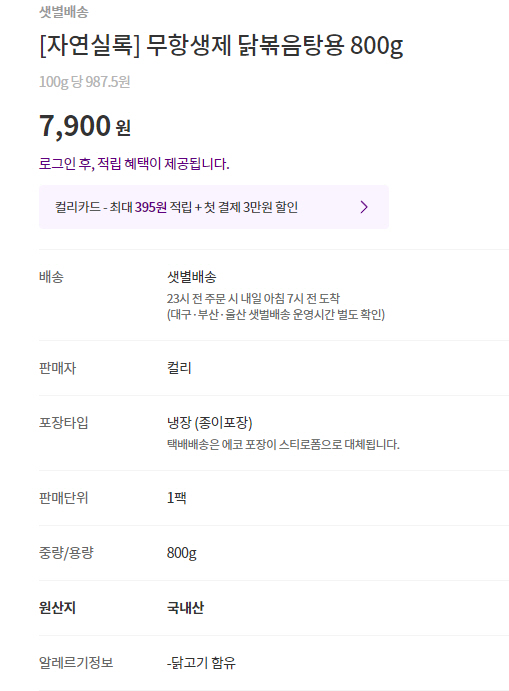 샛별배송
[자연실록] 무항생제 닭볶음탕용 800g
100g 당 987.5원
7,900 원
로그인 후, 적립 혜택이 제공됩니다.
컬리카드 - 최대 395원 적립 + 첫 결제 3만원 할인
배송
샛별배송
23시 전 주문 시 내일 아침 7시 전 도착
(대구·부산·울산 샛별배송 운영시간 별도 확인)
판매자
컬리
포장타입
냉장 (종이포장)
택배배송은 에코 포장이 스티로폼으로 대체됩니다.
판매단위
1팩
중량/용량
800g
원산지
국내산
알레르기정보
-닭고기 함유